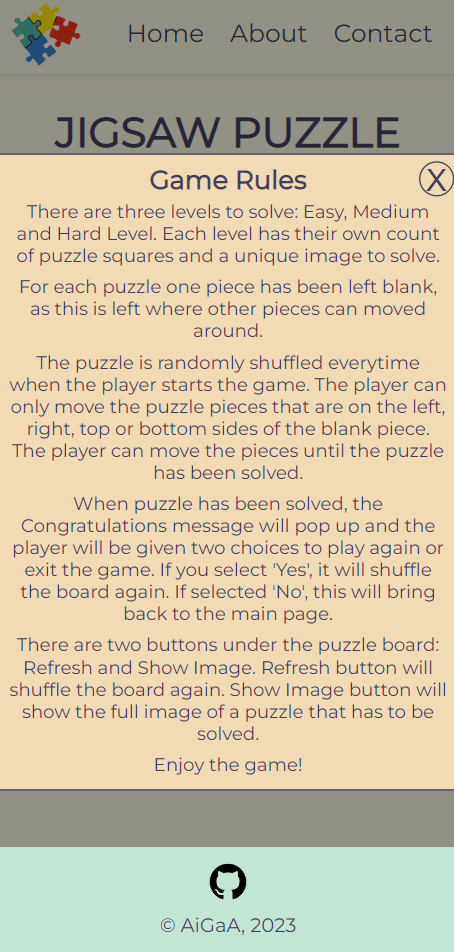 Home About Contact
JIGSAW PUZZLE
Game Rules X
There are three levels to solve: Easy, Medium
and Hard Level. Each level has their own count
of puzzle squares and a unique image to solve.
For each puzzle one piece has been left blank,
as this is left where other pieces can moved
around.
The puzzle is randomly shuffled everytime
when the player starts the game. The player can
only move the puzzle pieces that are on the left,
right, top or bottom sides of the blank piece.
The player can move the pieces until the puzzle
has been solved.
When puzzle has been solved, the
Congratulations message will pop up and the
player will be given two choices to play again or
exit the game. If you select 'Yes', it will shuffle
the board again. If selected 'No', this will bring
back to the main page.
There are two buttons under the puzzle board:
Refresh and Show Image. Refresh button will
shuffle the board again. Show Image button will
show the full image of a puzzle that has to be
solved.
Enjoy the game!
© AiGaA, 2023